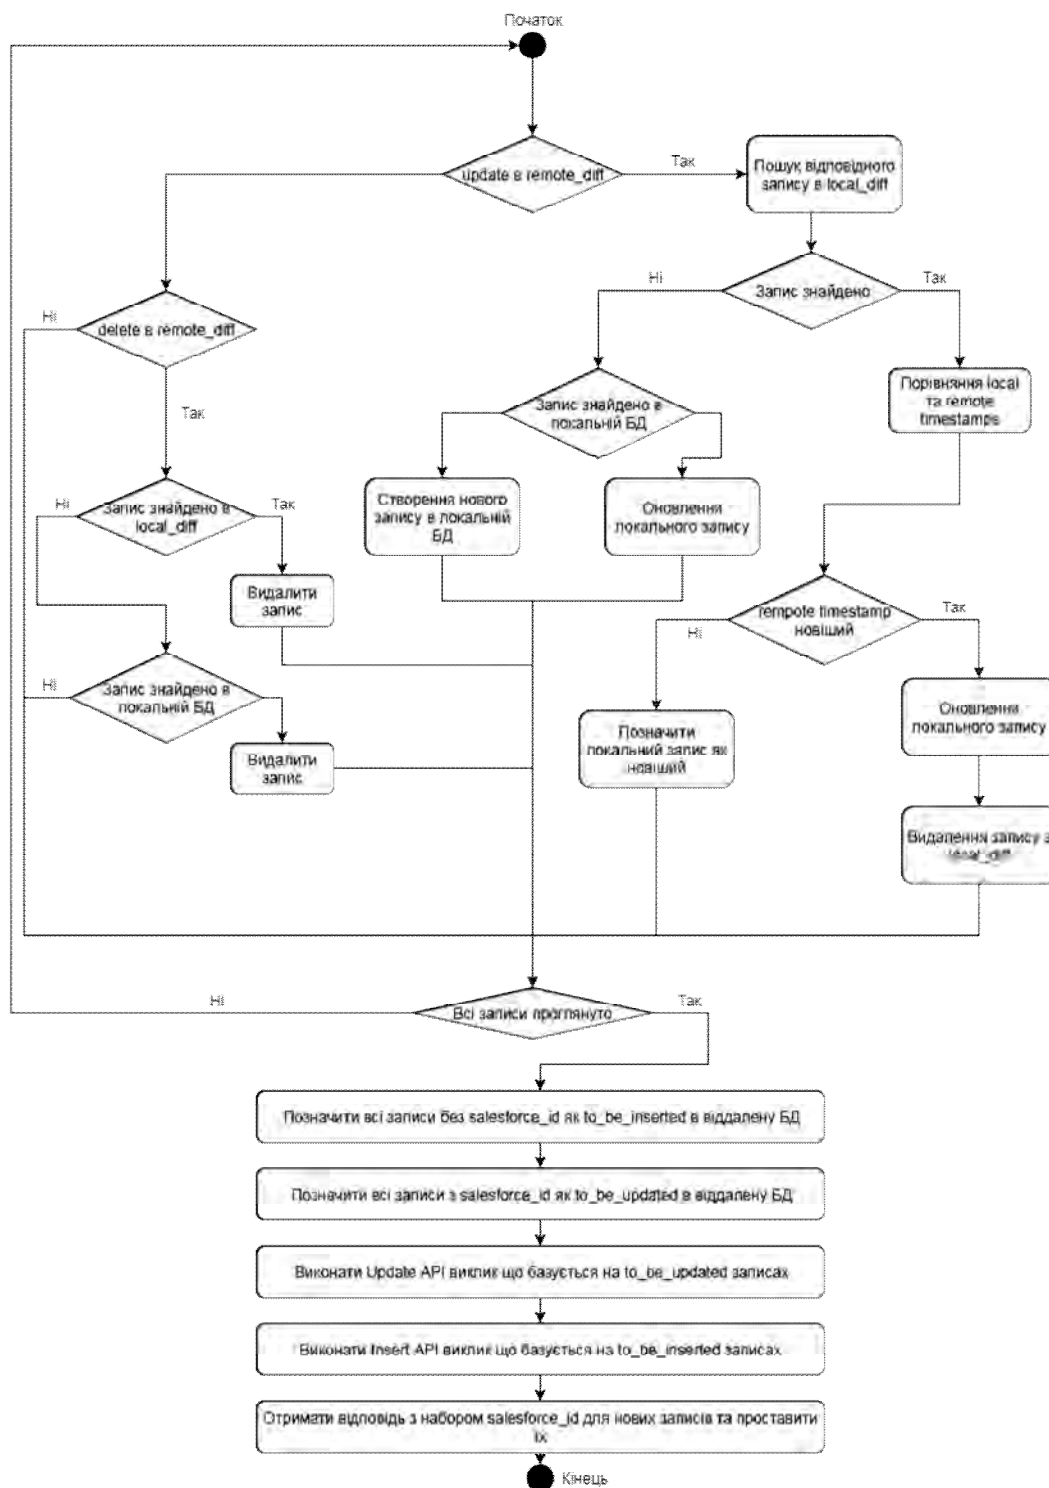 Початок
update в remote_diff
Так
Пошук відповідного
запису в local_diff
Ні
Запис знайдено
Так
Ні
delete в remote_diff
Так
Запис знайдено в
локальній БД
Порівняння local
та remote
timestamps
Ні
Запис знайдено в
local_diff
Так
Створення нового
запису в локальній
БД
Оновлення
локального запису
Видалити
запис
Ні
rempote timestamp
новіший
Так
Ні
Запис знайдено в
локальній БД
Видалити
запис
Позначити
локальний запис як
новіший
Оновлення
локального запису
Видалення запису з
local_diff
Ні
Всі записи проглянуто
Так
Позначити всі записи без salesforce_id як to_be_inserted в віддалену БД
Позначити всі записи з salesforce_id як to_be_updated в віддалену БД
Виконати Update API виклик що базується на to_be_updated записах
Виконати Insert API виклик що базується на to_be_inserted записах
Отримати відповідь з набором salesforce_id для нових записів та проставити
їх
Кінець